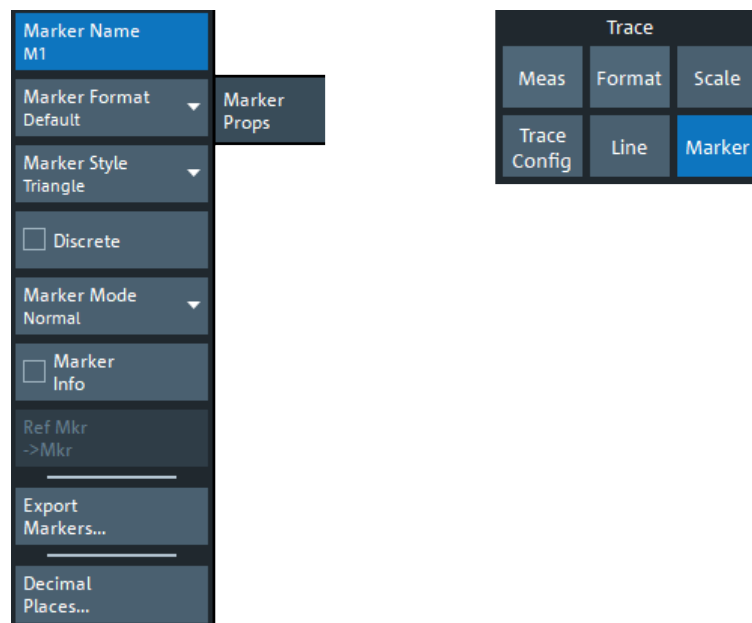 Marker Name
M1
Marker Format
Default
Marker Style
Triangle
Discrete
Marker Mode
Normal
Marker
Info
Ref Mkr
->Mkr
Export
Markers...
Decimal
Places...
Marker
Props
Trace
Meas Format Scale
Trace
Config
Line Marker